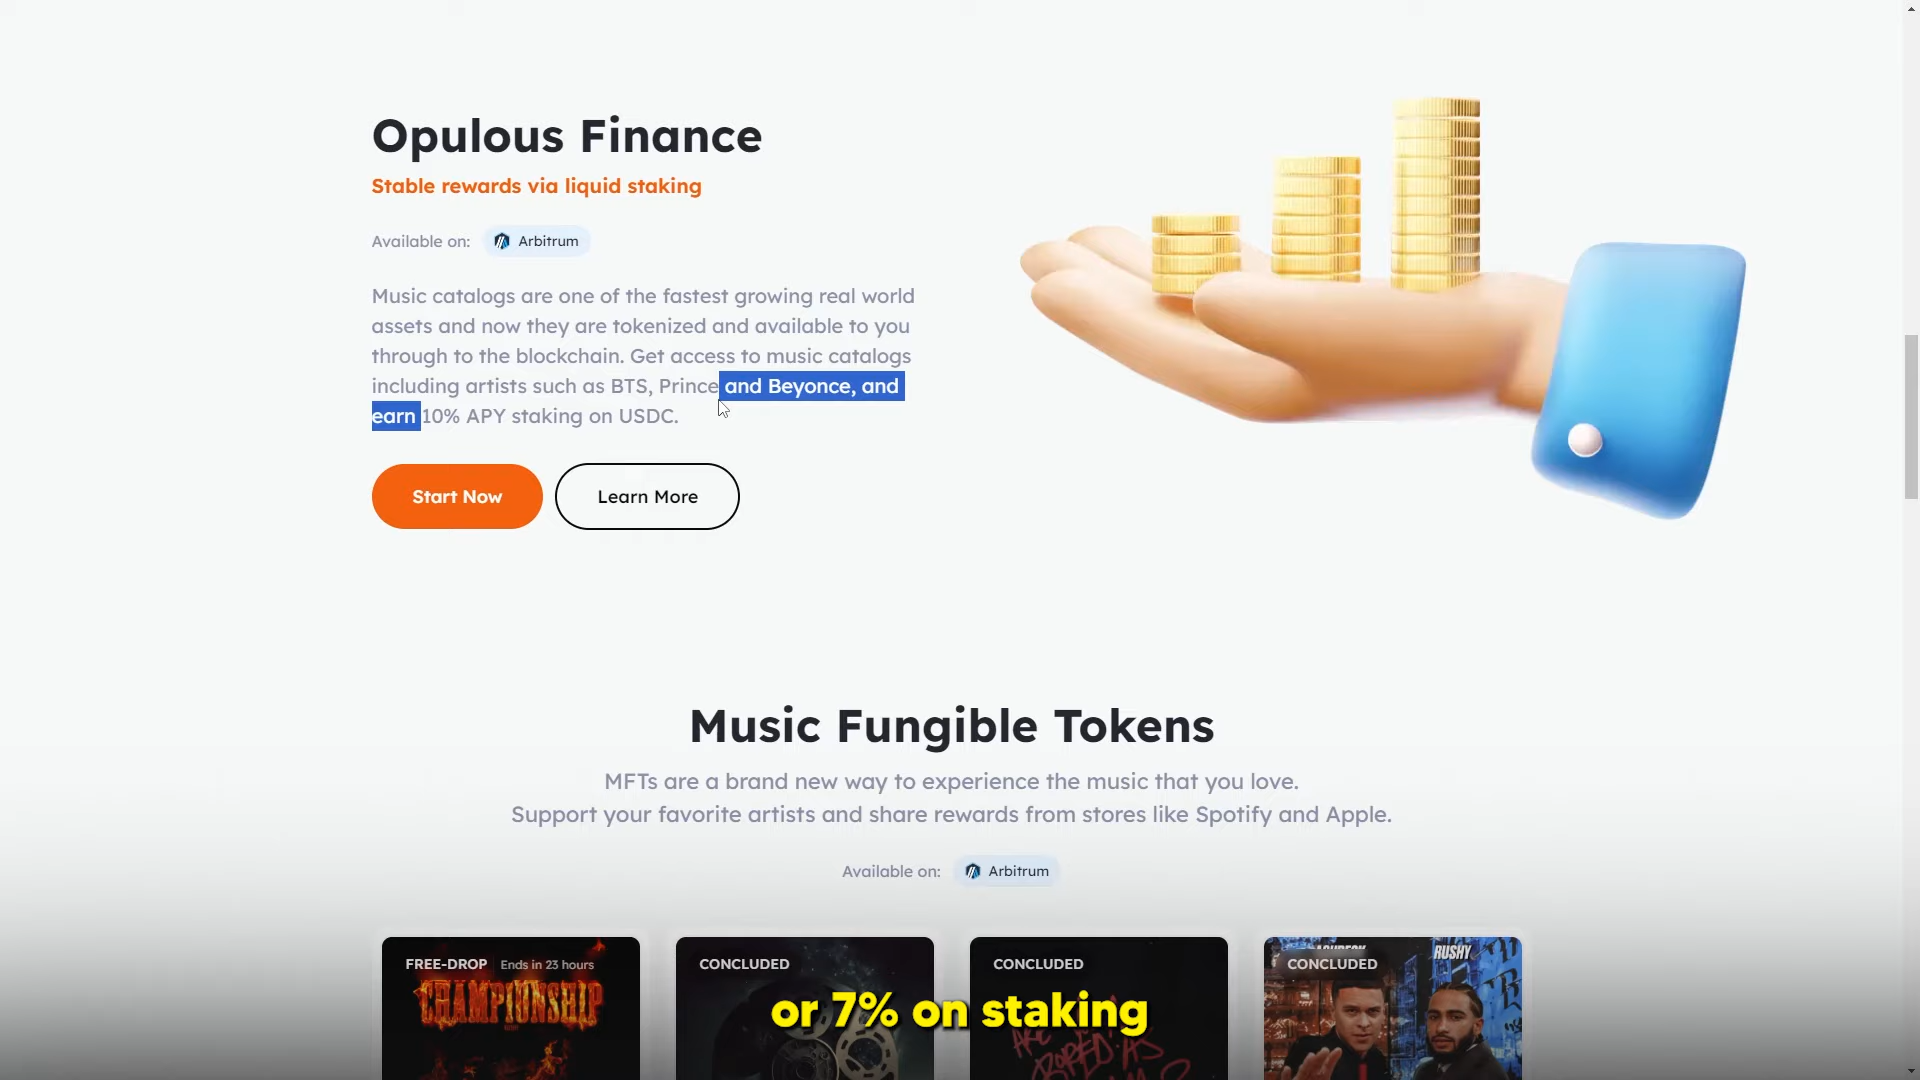 Opulous Finance
Stable rewards via liquid staking
Available on: Arbitrum
Music catalogs are one of the fastest growing real world
assets and now they are tokenized and available to you
through to the blockchain. Get access to music catalogs
including artists such as BTS, Prince and Beyonce, and
earn 10% APY staking on USDC.
Start Now Learn More
Music Fungible Tokens
MFTs are a brand new way to experience the music that you love.
Support your favorite artists and share rewards from stores like Spotify and Apple.
Available on: Arbitrum
FREE-DROP Ends in 23 hours
CHAMPIONSHIP
CONCLUDED
CONCLUDED
CONCLUDED
RUSHY
or 7% on staking